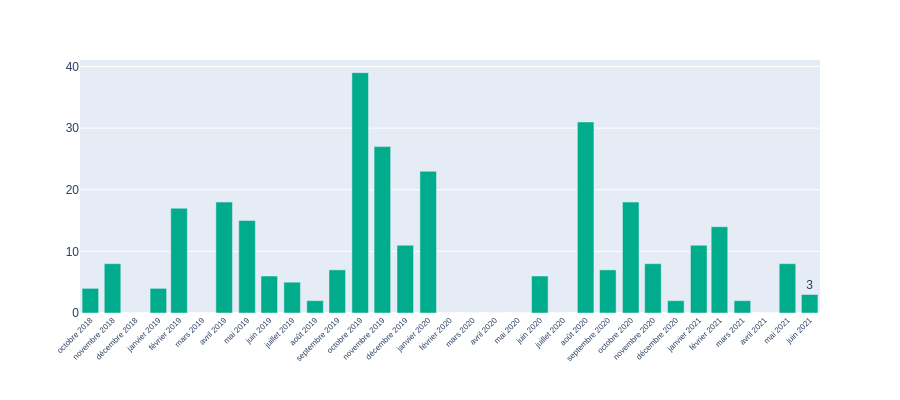 40
30
20
10
0
3
octobre 2018
novembre 2018
décembre 2018
janvier 2019
février 2019
mars 2019
avril 2019
mai 2019
juin 2019
juillet 2019
août 2019
septembre 2019
octobre 2019
novembre 2019
décembre 2019
janvier 2020
février 2020
mars 2020
avril 2020
mai 2020
juin 2020
juillet 2020
août 2020
septembre 2020
octobre 2020
novembre 2020
décembre 2020
janvier 2021
février 2021
mars 2021
avril 2021
mai 2021
juin 2021